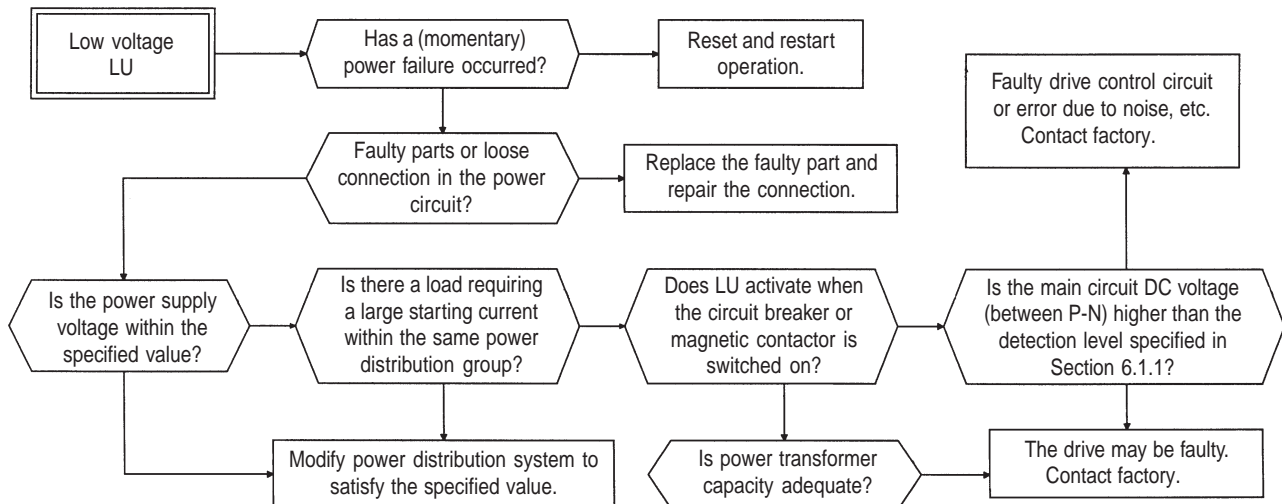 Low voltage
LU
Has a (momentary)
power failure occurred?
Reset and restart
operation.
Faulty drive control circuit
or error due to noise, etc.
Contact factory.
Faulty parts or loose
connection in the power
circuit?
Replace the faulty part and
repair the connection.
Is the power supply
voltage within the
specified value?
Is there a load requiring
a large starting current
within the same power
distribution group?
Does LU activate when
the circuit breaker or
magnetic contactor is
switched on?
Is the main circuit DC voltage
(between P-N) higher than the
detection level specified in
Section 6.1.1?
Modify power distribution system to
satisfy the specified value.
Is power transformer
capacity adequate?
The drive may be faulty.
Contact factory.